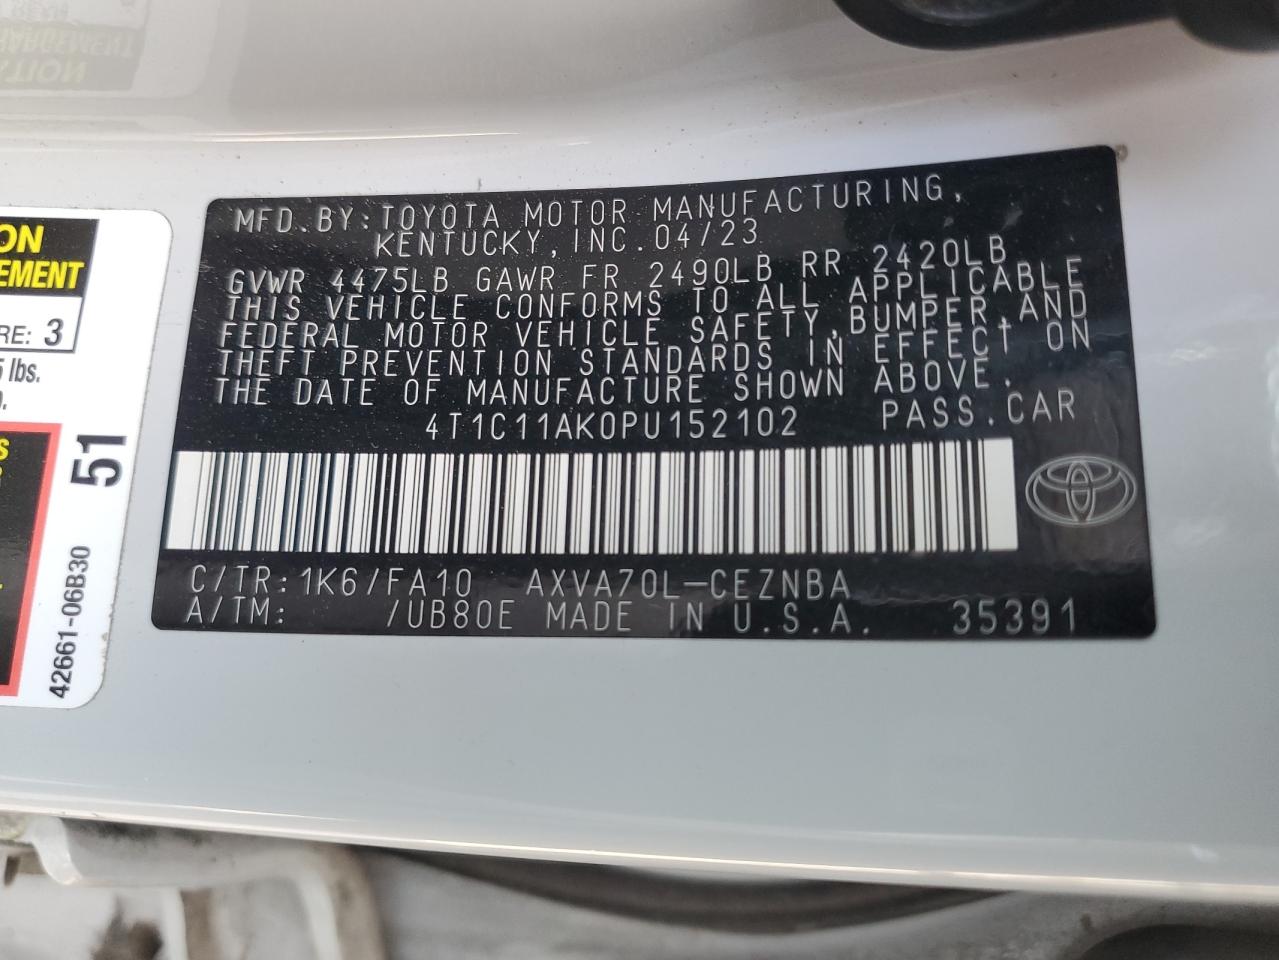 MFD.BY:TOYOTA MOTOR MANUFACTURING,
KENTUCKY,INC.04/23
GVWR 4475LB GAWR FR 2490LB RR 2420LB
THIS VEHICLE CONFORMS TO ALL APPLICABLE
FEDERAL MOTOR VEHICLE SAFETY,BUMPER,AND
THEFT PREVENTION STANDARDS IN EFFECT ON
THE DATE OF MANUFACTURE SHOWN ABOVE.
4T1C11AK0PU152102 PASS.CAR
C/TR:1K6/FA10 AXVA70L-CEZNBA
A/TM: /UB80E MADE IN U.S.A. 35391
ON
EMENT
RE: 3
lbs.
51
42661-06B30